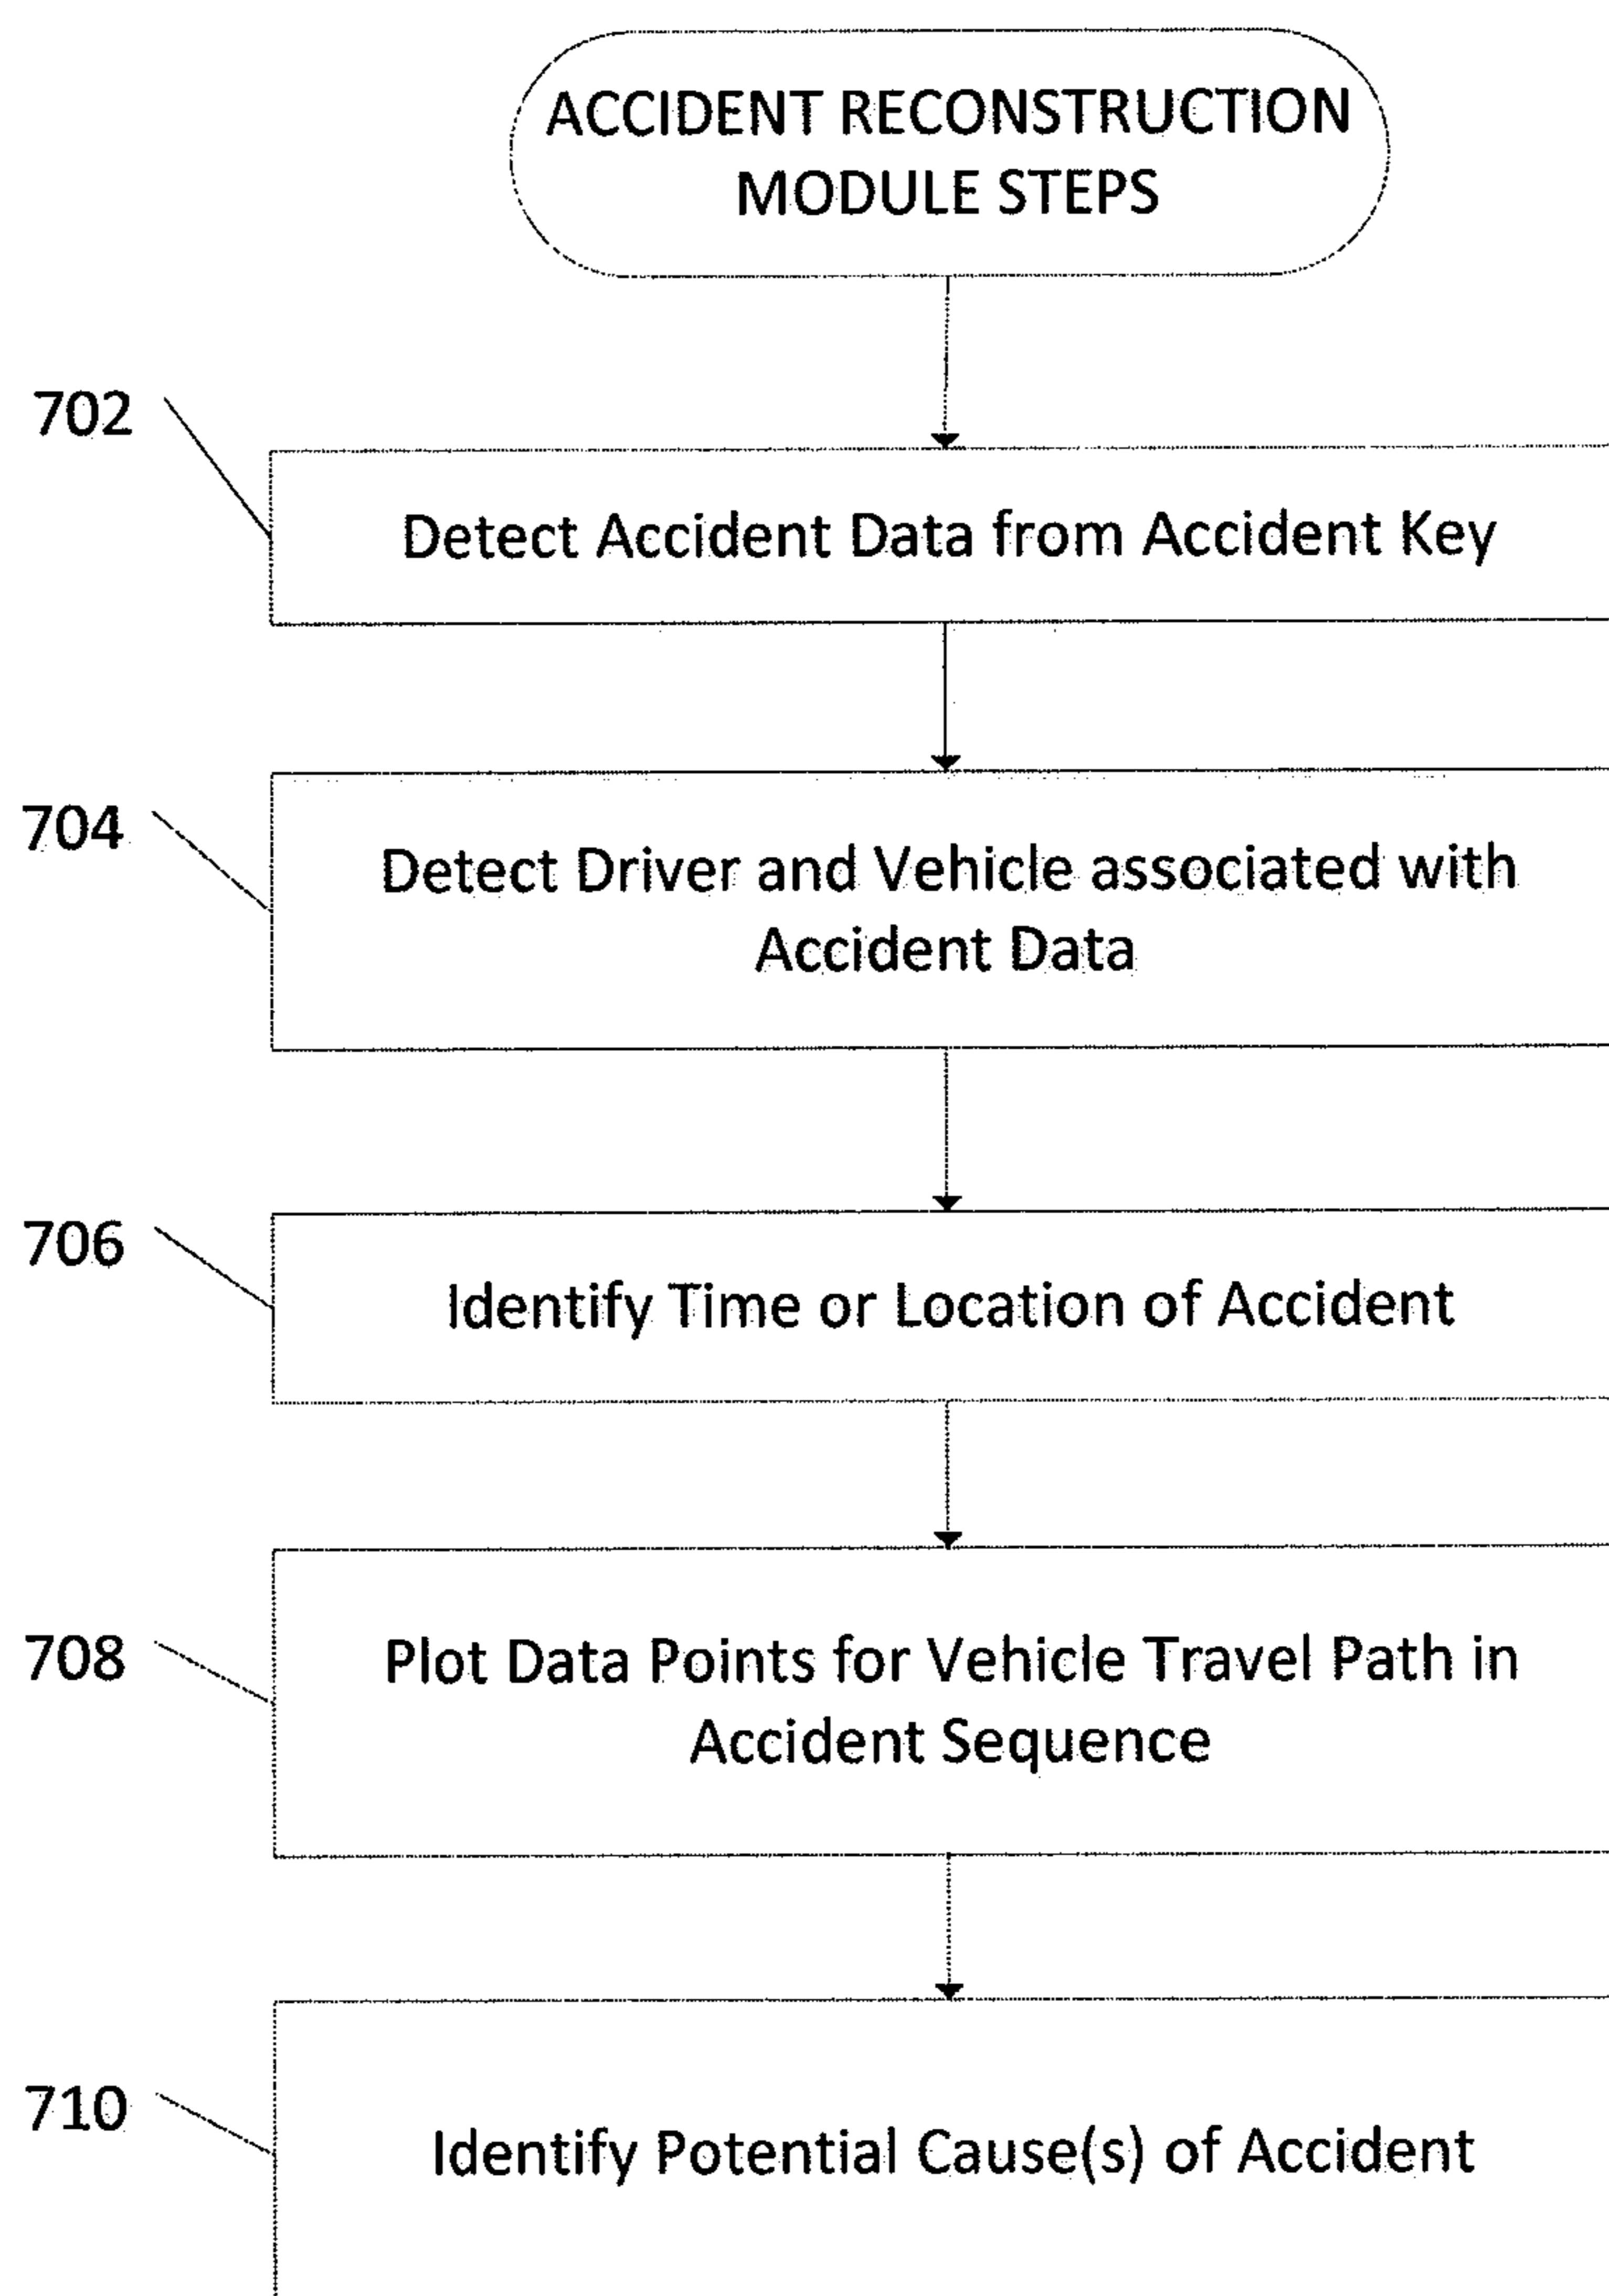 ACCIDENT RECONSTRUCTION
MODULE STEPS
702
Detect Accident Data from Accident Key
704
Detect Driver and Vehicle associated with
Accident Data
706
Identify Time or Location of Accident
708
Plot Data Points for Vehicle Travel Path in
Accident Sequence
710
Identify Potential Cause(s) of Accident